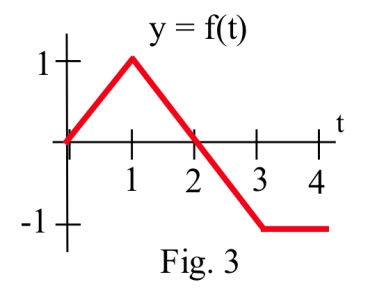 y = f(t)
1
t
1 2 3 4
-1
Fig. 3